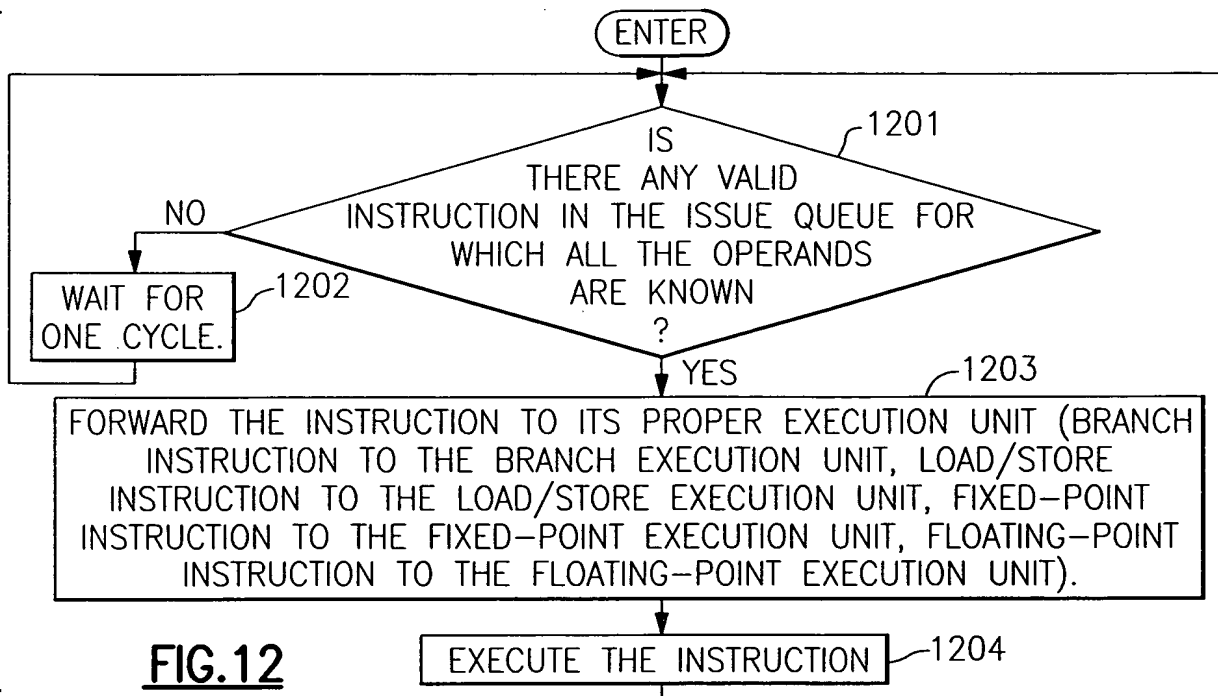 ENTER
1201
IS
THERE ANY VALID
INSTRUCTION IN THE ISSUE QUEUE FOR
WHICH ALL THE OPERANDS
ARE KNOWN
?
NO
WAIT FOR
ONE CYCLE.
1202
YES
1203
FORWARD THE INSTRUCTION TO ITS PROPER EXECUTION UNIT (BRANCH
INSTRUCTION TO THE BRANCH EXECUTION UNIT, LOAD/STORE
INSTRUCTION TO THE LOAD/STORE EXECUTION UNIT, FIXED-POINT
INSTRUCTION TO THE FIXED-POINT EXECUTION UNIT, FLOATING-POINT
INSTRUCTION TO THE FLOATING-POINT EXECUTION UNIT).
EXECUTE THE INSTRUCTION
1204
FIG.12